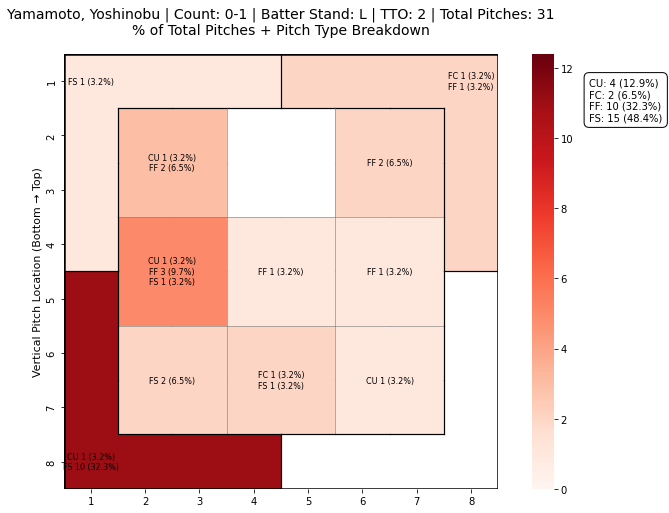 Yamamoto, Yoshinobu | Count: 0-1 | Batter Stand: L | TTO: 2 | Total Pitches: 31
% of Total Pitches + Pitch Type Breakdown
FS 1 (3.2%)
FC 1 (3.2%)
FF 1 (3.2%)
CU 1 (3.2%)
FF 2 (6.5%)
FF 2 (6.5%)
CU 1 (3.2%)
FF 3 (9.7%)
FS 1 (3.2%)
FF 1 (3.2%)
FF 1 (3.2%)
FS 2 (6.5%)
FC 1 (3.2%)
FS 1 (3.2%)
CU 1 (3.2%)
CU 1 (3.2%)
FS 10 (32.3%)
Vertical Pitch Location (Bottom → Top)
1
2
3
4
5
6
7
8
1
2
3
4
5
6
7
8
12
10
8
6
4
2
0
CU: 4 (12.9%)
FC: 2 (6.5%)
FF: 10 (32.3%)
FS: 15 (48.4%)